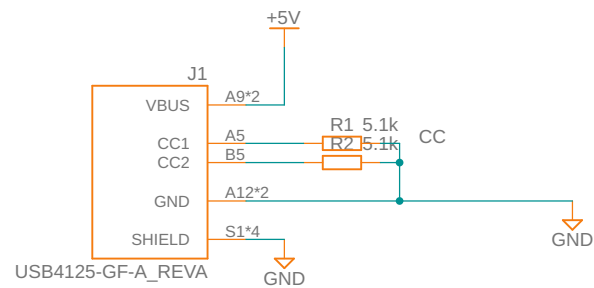 +5V
J1
VBUS A9*2
R1 5.1k
CC1 A5
CC
R2 5.1k
CC2 B5
GND A12*2
SHIELD S1*4
GND
USB4125-GF-A_REVA
GND